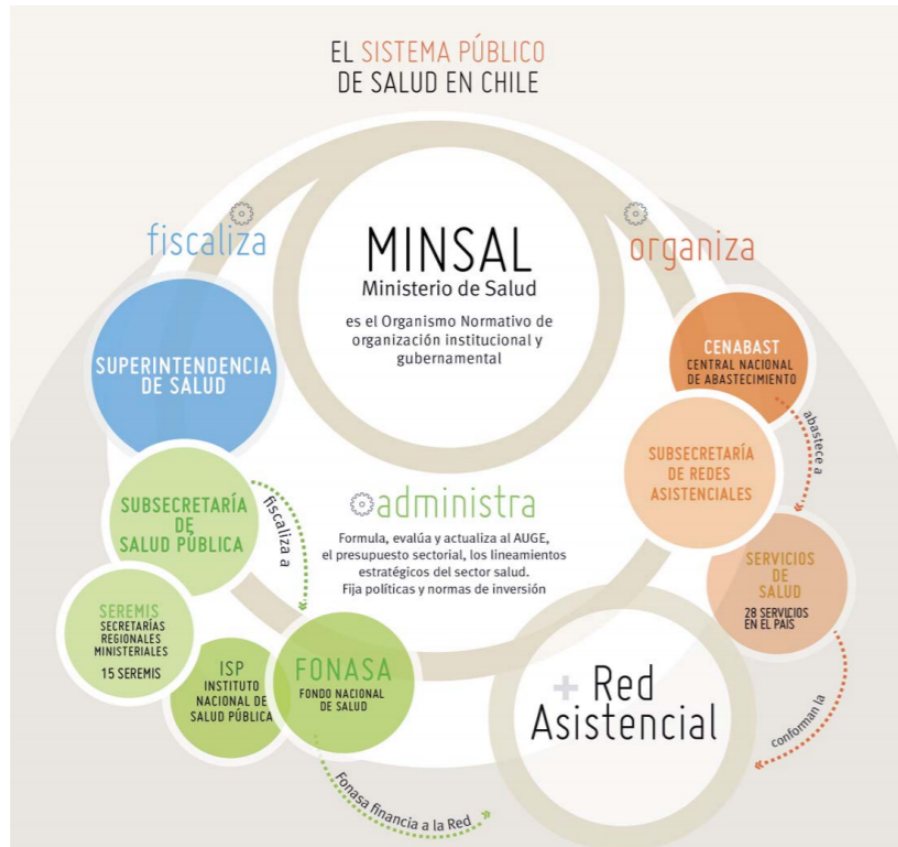 EL SISTEMA PÚBLICO
DE SALUD EN CHILE
fiscaliza
organiza
MINSAL
Ministerio de Salud
es el Organismo Normativo de
organización institucional y
gubernamental
SUPERINTENDENCIA
DE SALUD
CENABAST
CENTRAL NACIONAL
DE ABASTECIMIENTO
abastece a
SUBSECRETARÍA
DE REDES
ASISTENCIALES
SUBSECRETARÍA
DE
SALUD PÚBLICA
fiscaliza a
administra
Formula, evalúa y actualiza al AUGE,
el presupuesto sectorial, los lineamientos
estratégicos del sector salud.
Fija políticas y normas de inversión
SERVICIOS
DE
SALUD
28 SERVICIOS
EN EL PAÍS
SEREMIS
SECRETARÍAS
REGIONALES
MINISTERIALES
15 SEREMIS
ISP
INSTITUTO
NACIONAL DE
SALUD PÚBLICA
FONASA
FONDO NACIONAL
DE SALUD
+ Red
Asistencial
conforman la
Fonasa financia a la Red